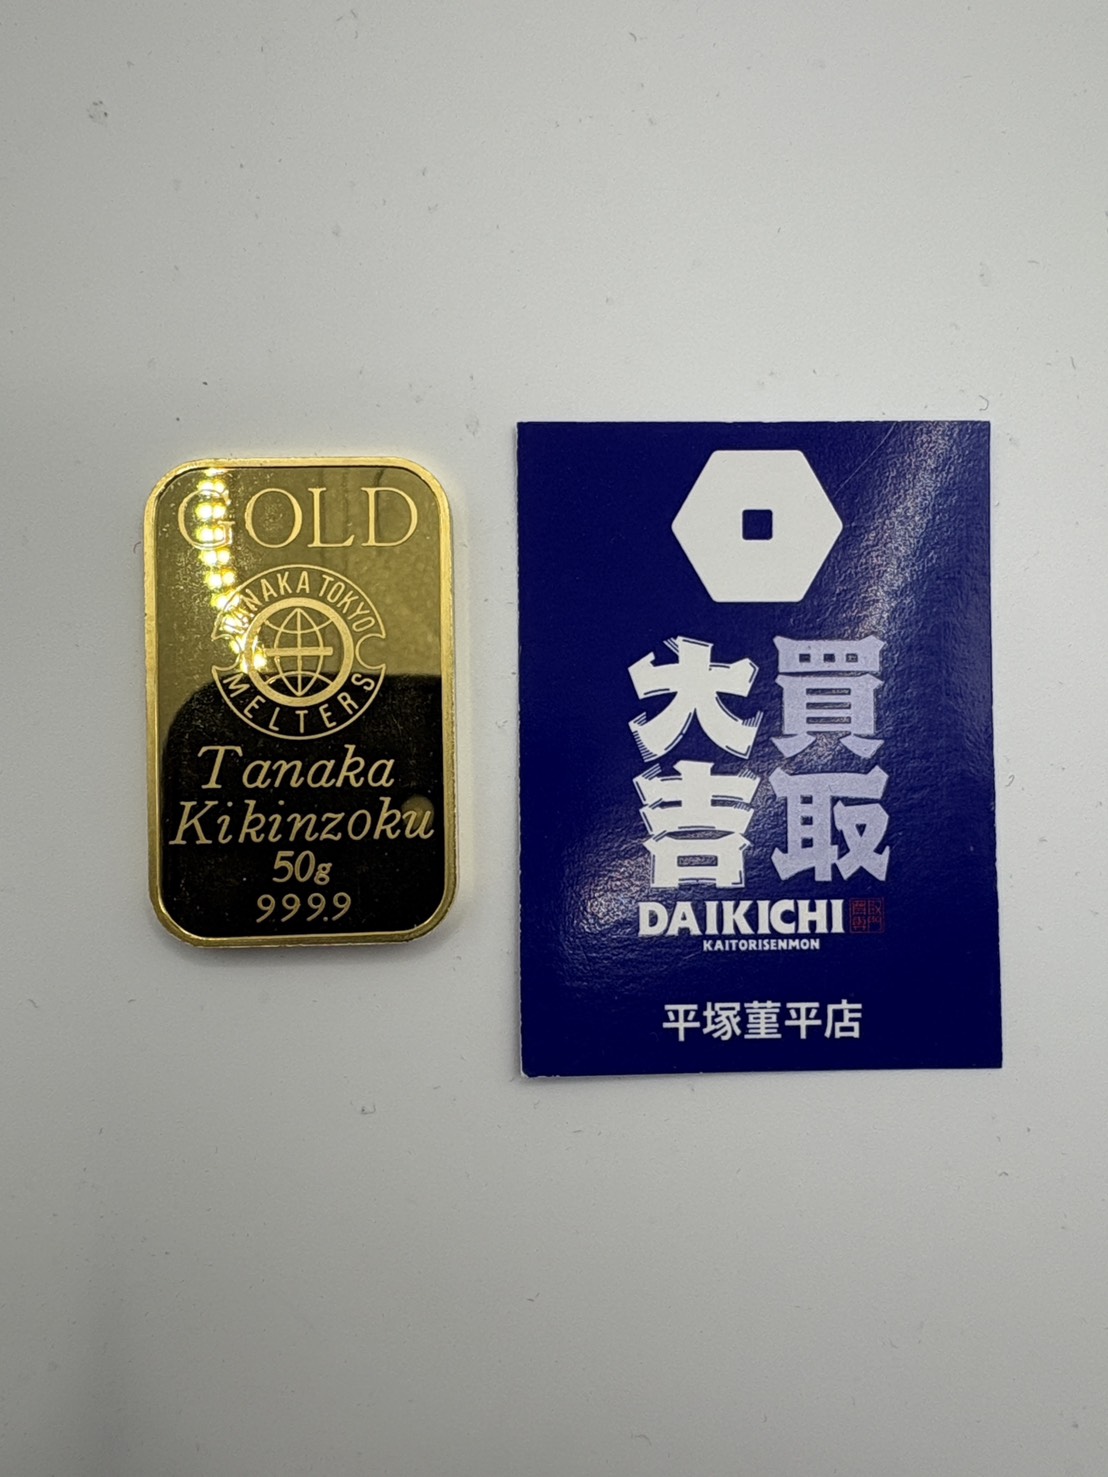 GOLD
TANAKA TOKYO
MELTERS
Tanaka
Kikinzoku
50g
999.9
買取
大吉
DAIKICHI
KAITORISENMON
平塚菫平店